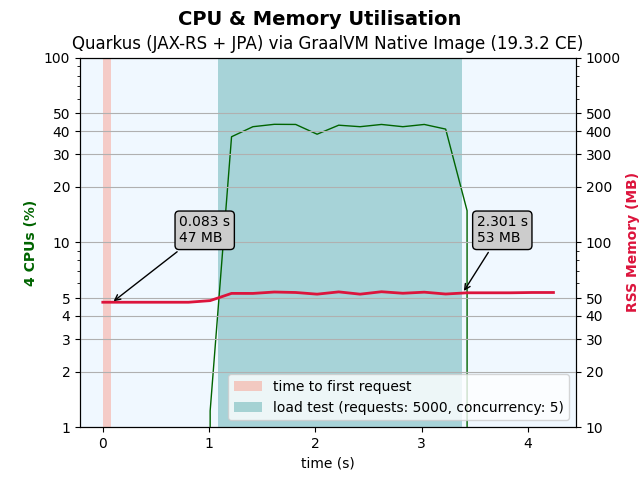 CPU & Memory Utilisation
Quarkus (JAX-RS + JPA) via GraalVM Native Image (19.3.2 CE)
100
50
40
30
20
10
5
4
3
2
1
4 CPUs (%)
0.083 s
47 MB
2.301 s
53 MB
1000
500
400
300
200
100
50
40
30
20
10
RSS Memory (MB)
time to first request
load test (requests: 5000, concurrency: 5)
0
1
2
3
4
time (s)